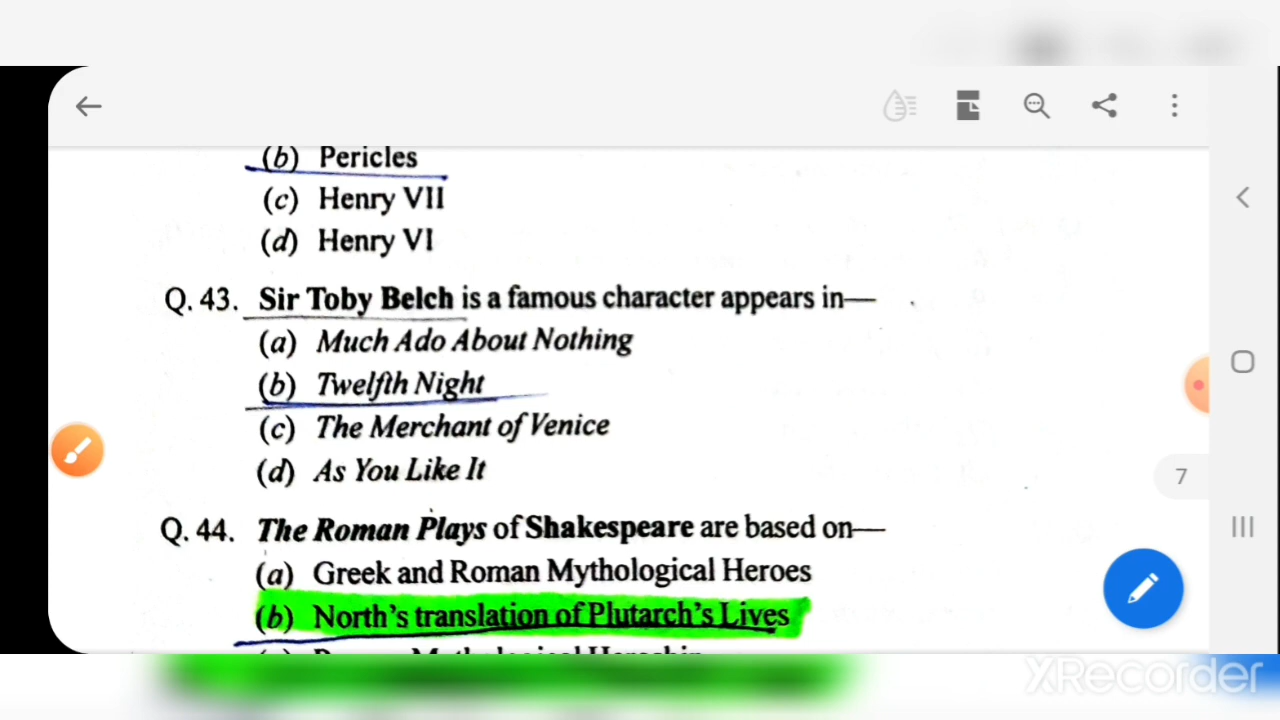 (b) Pericles
(c) Henry VII
(d) Henry VI
Q. 43. Sir Toby Belch is a famous character appears in—
(a) Much Ado About Nothing
(b) Twelfth Night
(c) The Merchant of Venice
(d) As You Like It
7
Q. 44. The Roman Plays of Shakespeare are based on—
(a) Greek and Roman Mythological Heroes
(b) North's translation of Plutarch's Lives
XRecorder